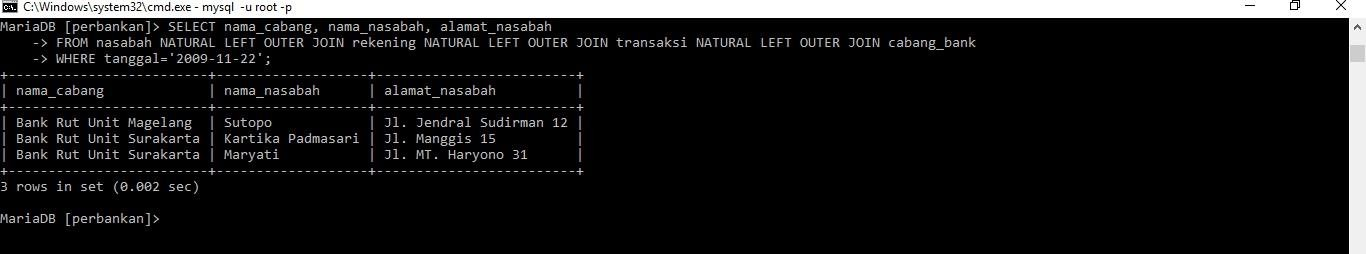 C:\Windows\system32\cmd.exe - mysql -u root -p
MariaDB [perbankan]> SELECT nama_cabang, nama_nasabah, alamat_nasabah
    -> FROM nasabah NATURAL LEFT OUTER JOIN rekening NATURAL LEFT OUTER JOIN transaksi NATURAL LEFT OUTER JOIN cabang_bank
    -> WHERE tanggal='2009-11-22';
+-------------------------+-------------------+-------------------------+
| nama_cabang             | nama_nasabah      | alamat_nasabah          |
+-------------------------+-------------------+-------------------------+
| Bank Rut Unit Magelang  | Sutopo            | Jl. Jendral Sudirman 12 |
| Bank Rut Unit Surakarta | Kartika Padmasari | Jl. Manggis 15          |
| Bank Rut Unit Surakarta | Maryati           | Jl. MT. Haryono 31      |
+-------------------------+-------------------+-------------------------+
3 rows in set (0.002 sec)
MariaDB [perbankan]>